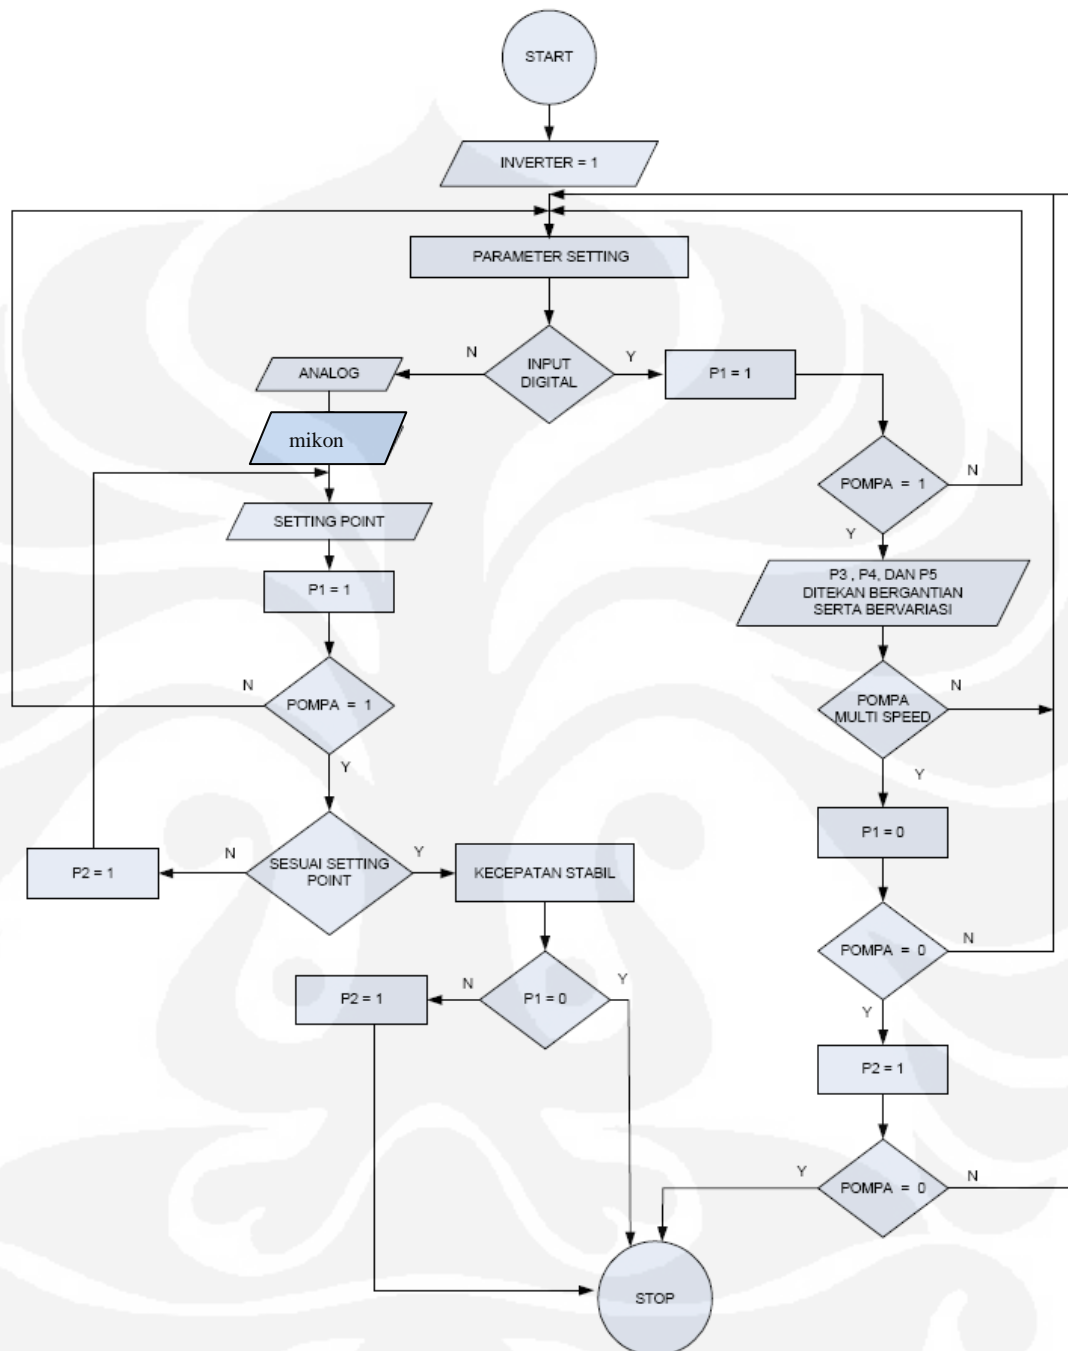 START
INVERTER = 1
PARAMETER SETTING
INPUT
DIGITAL
N
Y
ANALOG
mikon
SETTING POINT
P1 = 1
POMPA = 1
N
Y
SESUAI SETTING
POINT
N
Y
P2 = 1
KECEPATAN STABIL
P1 = 0
N
Y
P2 = 1
P1 = 1
POMPA = 1
N
Y
P3 , P4, DAN P5
DITEKAN BERGANTIAN
SERTA BERVARIASI
POMPA
MULTI SPEED
N
Y
P1 = 0
POMPA = 0
N
Y
P2 = 1
POMPA = 0
Y
N
STOP